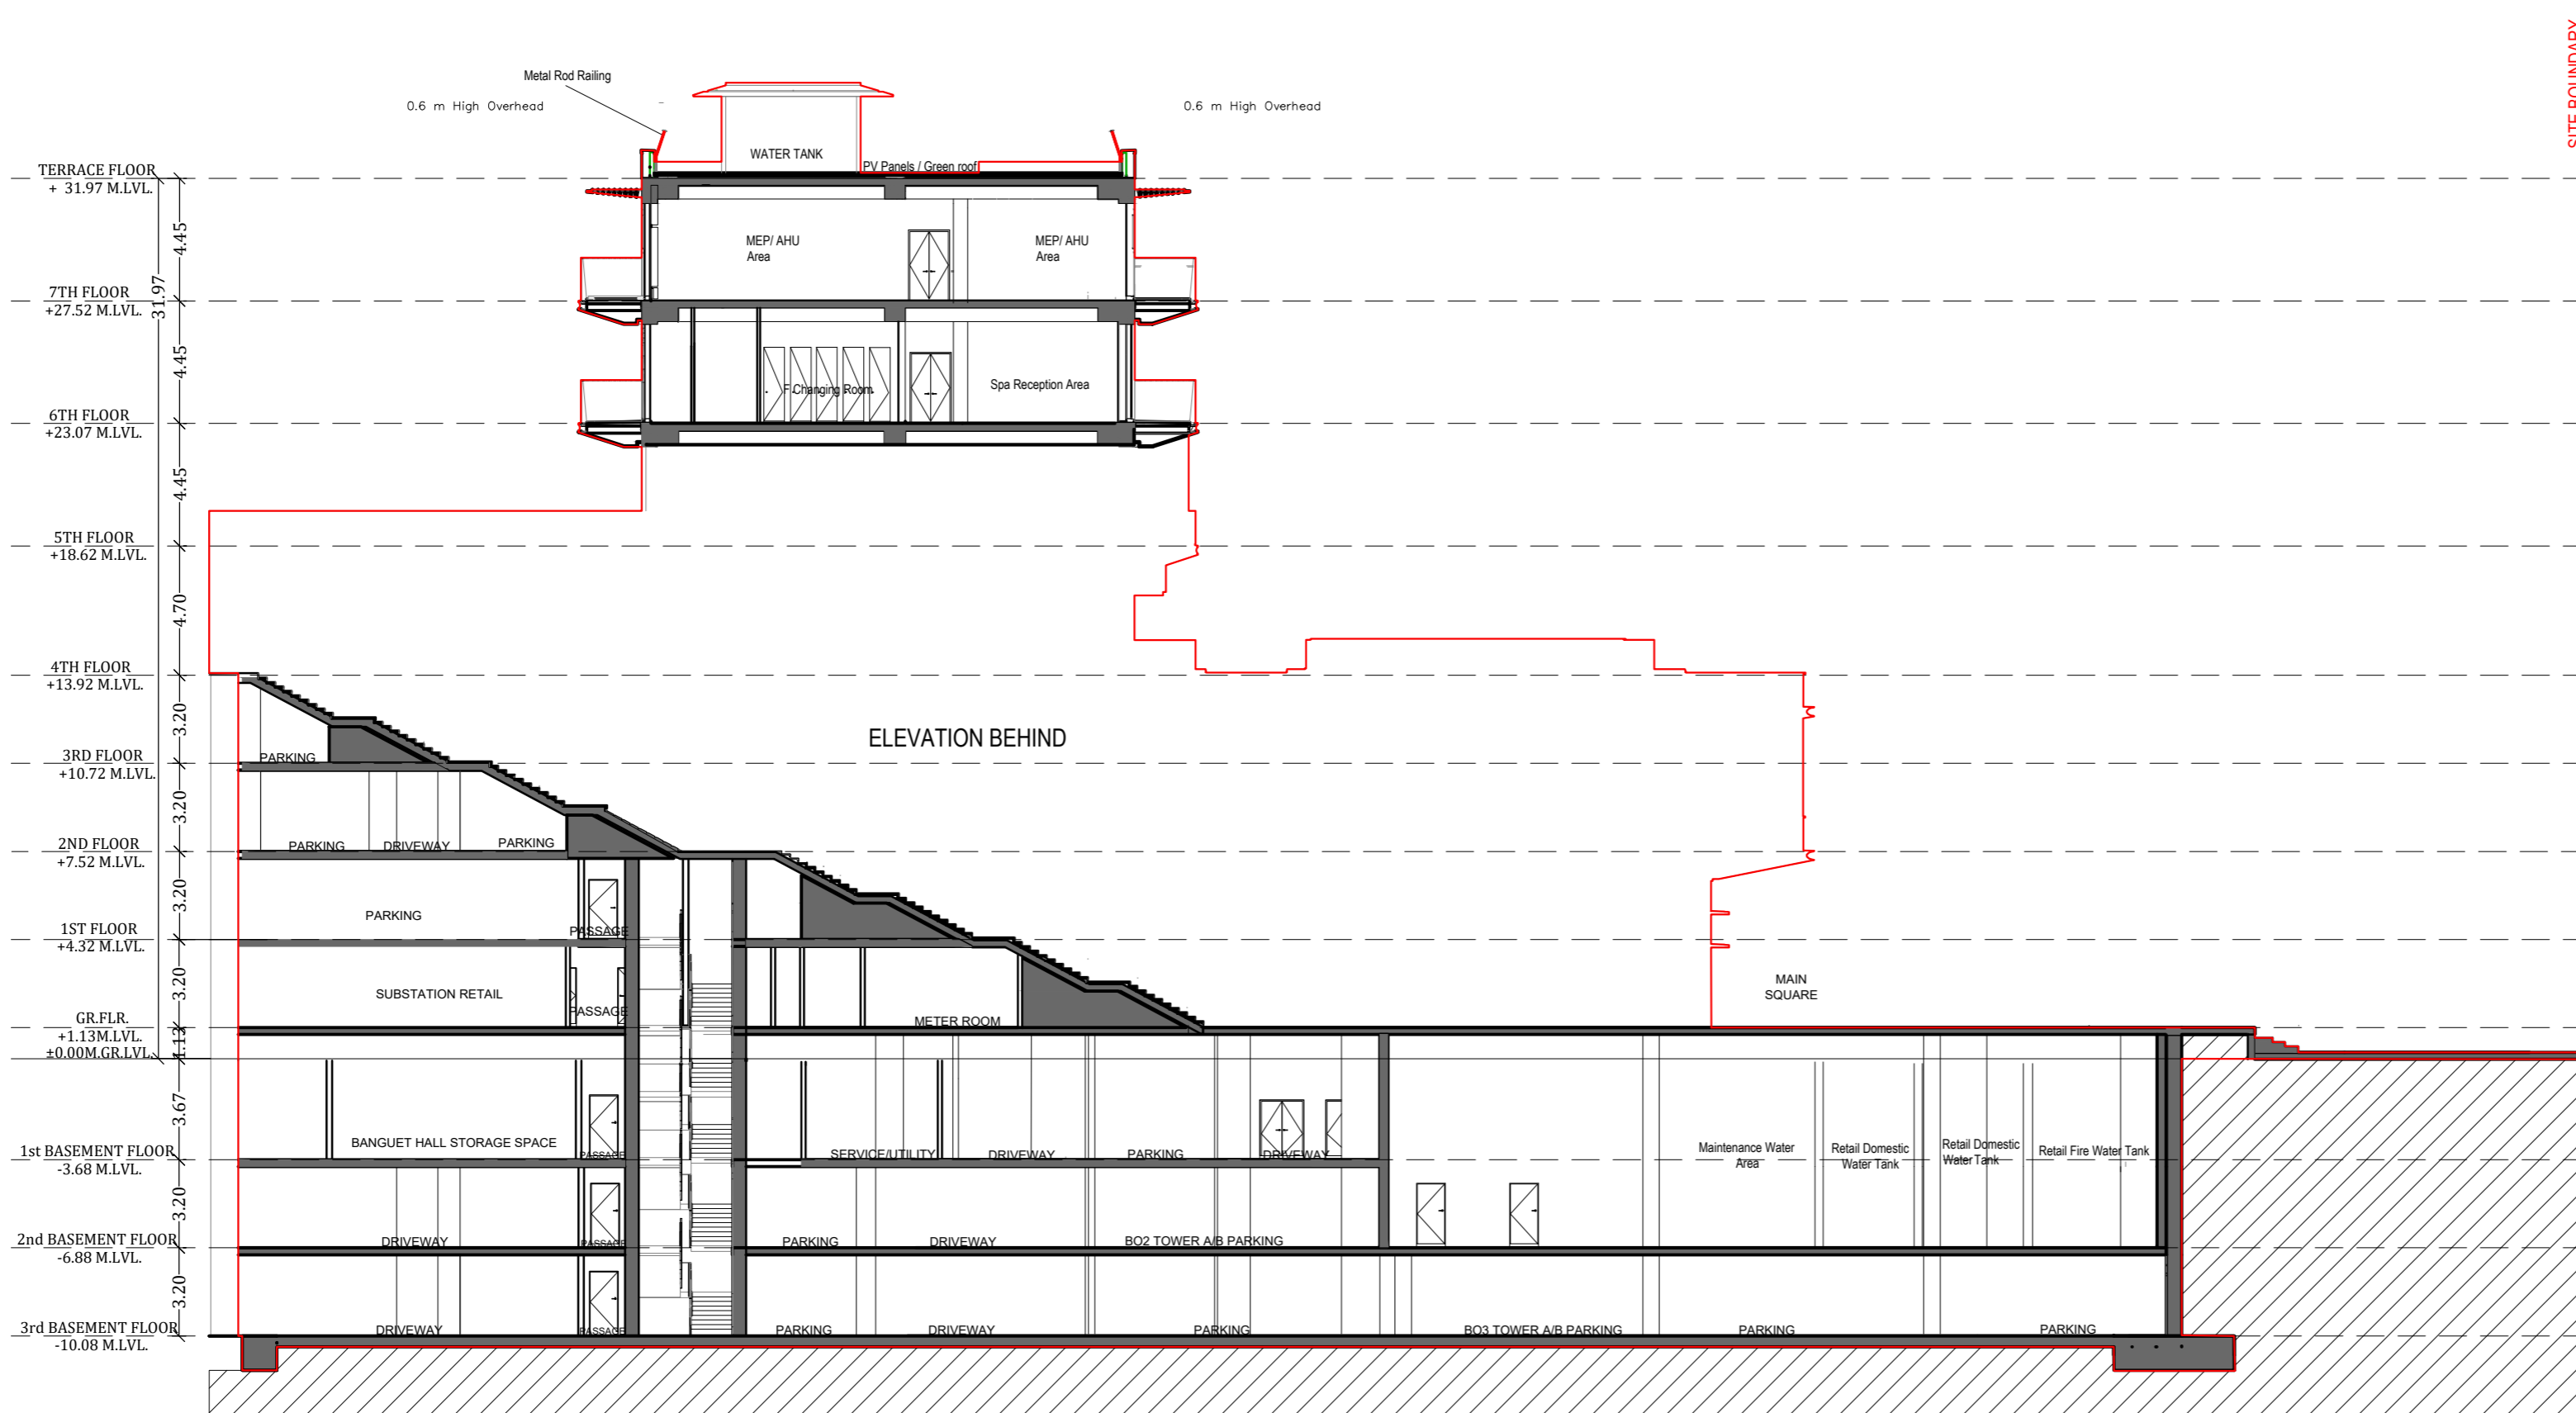 SITE BOUNDARY
Metal Rod Railing
0.6 m High Overhead
0.6 m High Overhead
WATER TANK
PV Panels / Green roof
TERRACE FLOOR
+ 31.97 M.LVL.
4.45
MEP/ AHU
Area
MEP/ AHU
Area
31.97
7TH FLOOR
+27.52 M.LVL.
4.45
F.Changing Room
Spa Reception Area
6TH FLOOR
+23.07 M.LVL.
4.45
5TH FLOOR
+18.62 M.LVL.
4.70
4TH FLOOR
+13.92 M.LVL.
3.20
ELEVATION BEHIND
3RD FLOOR
+10.72 M.LVL.
PARKING
3.20
2ND FLOOR
+7.52 M.LVL.
PARKING
DRIVEWAY
PARKING
3.20
PARKING
1ST FLOOR
+4.32 M.LVL.
PASSAGE
3.20
SUBSTATION RETAIL
PASSAGE
MAIN
SQUARE
GR.FLR.
+1.13M.LVL.
METER ROOM
1.13
±0.00M.GR.LVL.
3.67
1st BASEMENT FLOOR
-3.68 M.LVL.
BANGUET HALL STORAGE SPACE
PASSAGE
SERVICE/UTILITY
DRIVEWAY
PARKING
DRIVEWAY
Maintenance Water
Area
Retail Domestic
Water Tank
Retail Domestic
Water Tank
Retail Fire Water Tank
3.20
2nd BASEMENT FLOOR
-6.88 M.LVL.
DRIVEWAY
PASSAGE
PARKING
DRIVEWAY
BO2 TOWER A/B PARKING
3.20
3rd BASEMENT FLOOR
-10.08 M.LVL.
DRIVEWAY
PASSAGE
PARKING
DRIVEWAY
PARKING
BO3 TOWER A/B PARKING
PARKING
PARKING